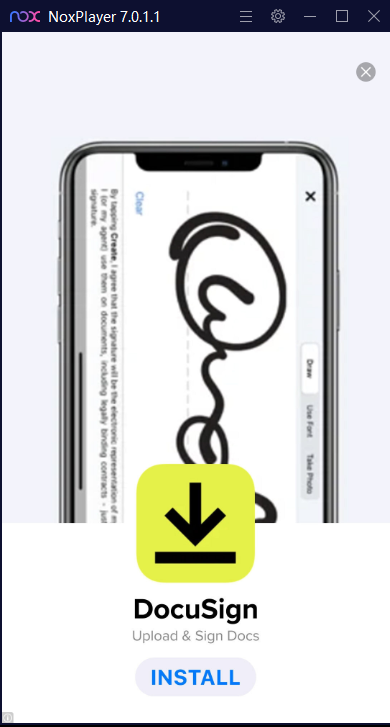 nox NoxPlayer 7.0.1.1
Clear
Draw
Use Font
Take Photo
By tapping Create, I agree that the signature will be the electronic representation of
I (or my agent) use them on documents, including legally binding contracts - just
signature.
DocuSign
Upload & Sign Docs
INSTALL